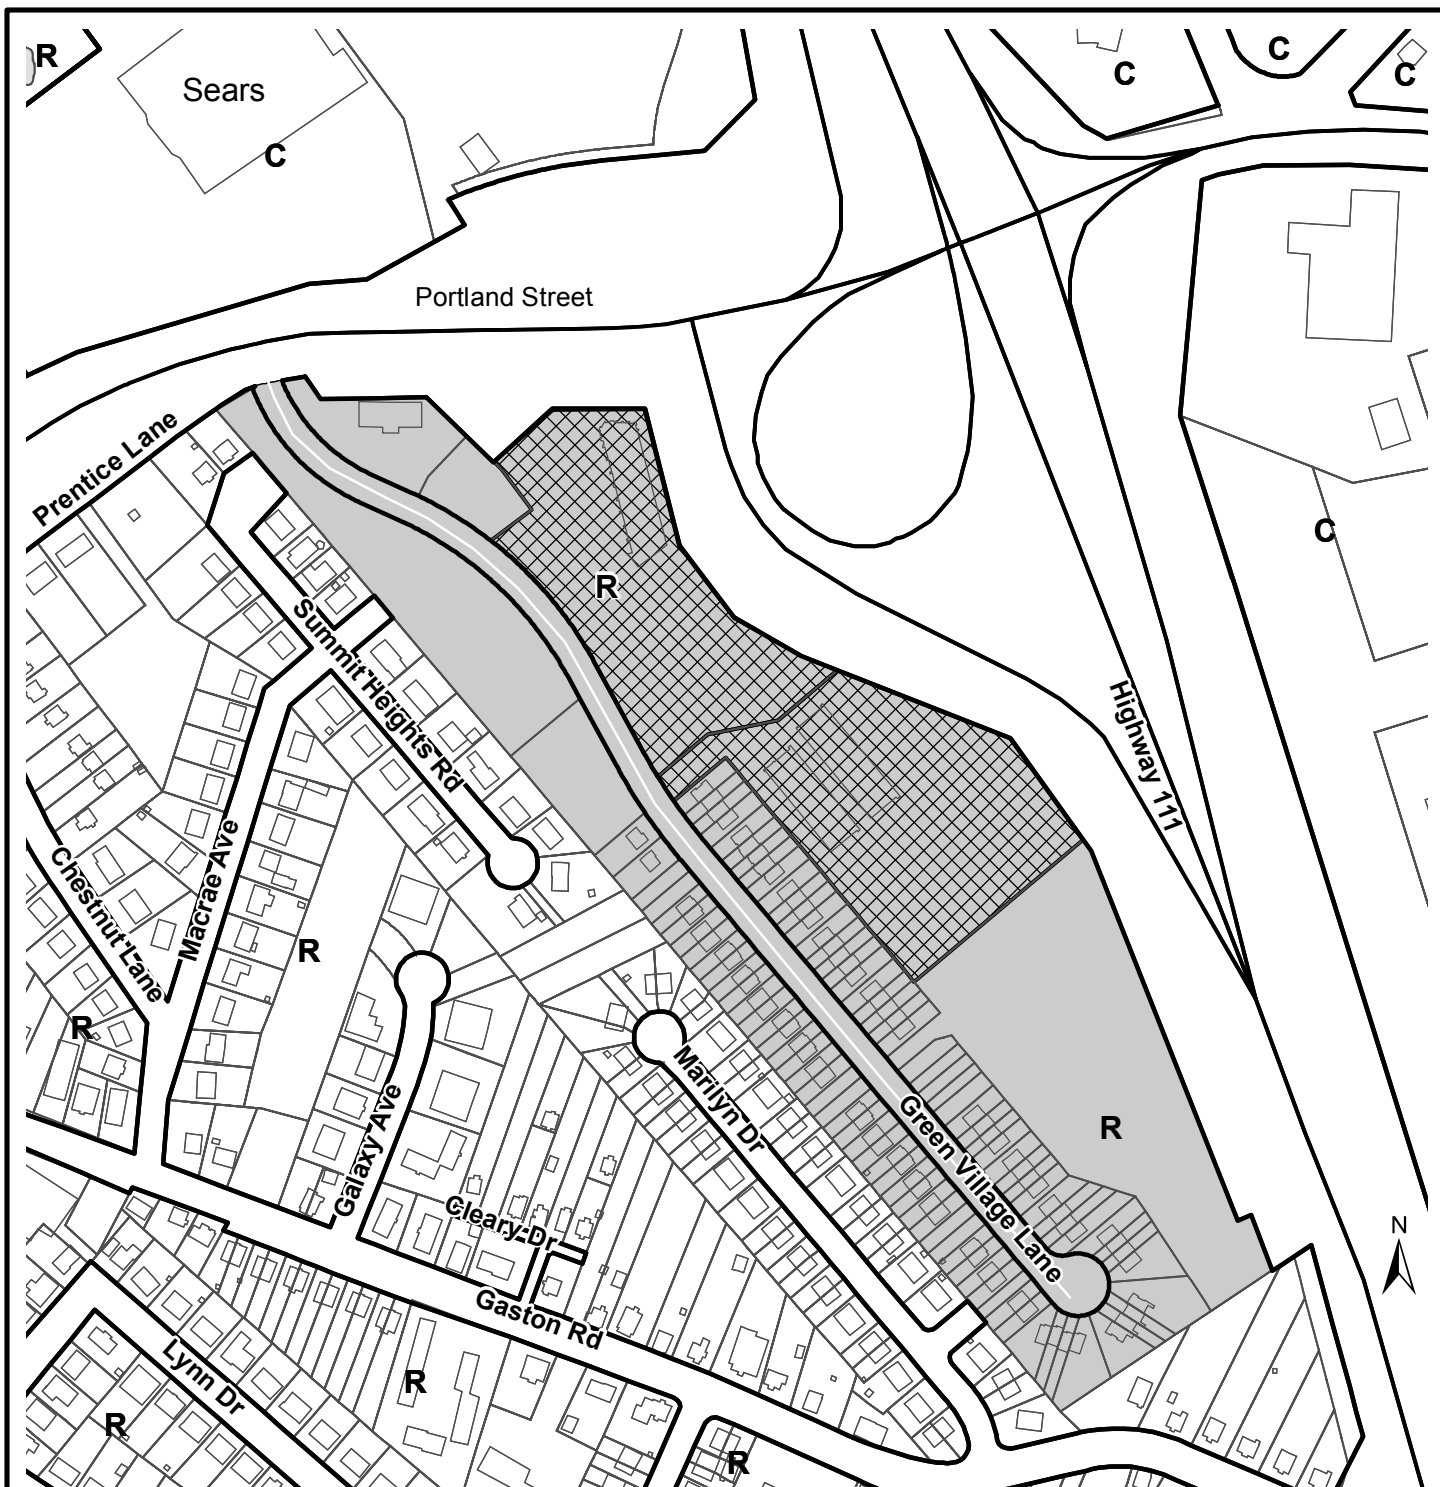 R
C
C
C
Sears
C
Portland Street
Prentice Lane
C
R
Summit Heights Rd
Highway 111
Chestnut Lane
Macrae Ave
R
R
Marilyn Dr
Galaxy Ave
Green Village Lane
R
Cleary Dr
N
Gaston Rd
Lynn Dr
R
R
R